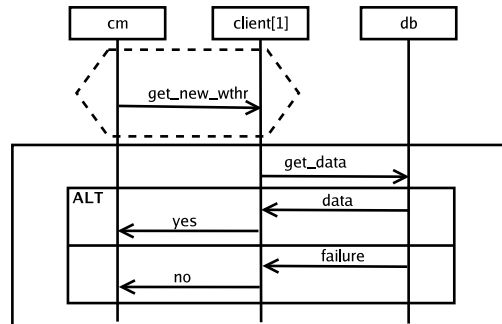 cm client[1] db
get_new_wthr
get_data
ALT
data
yes
failure
no